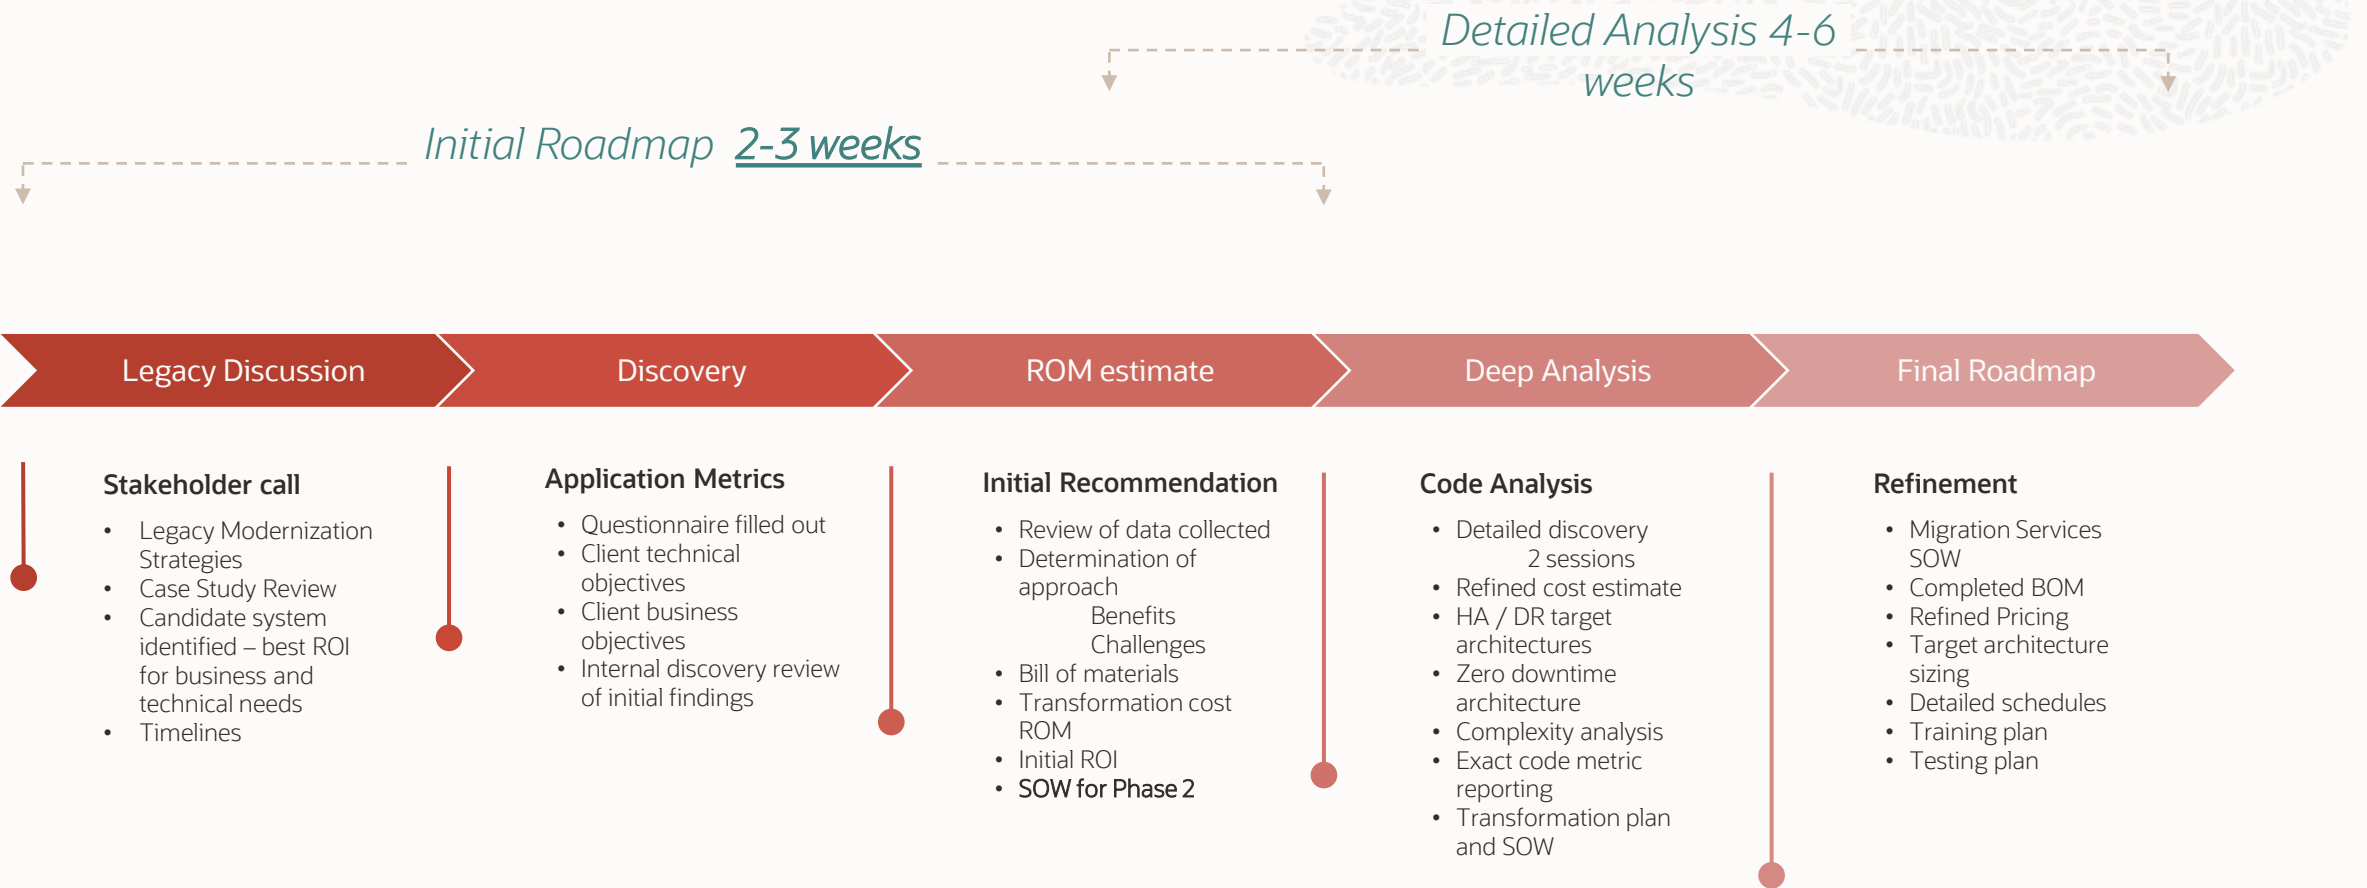 Detailed Analysis 4-6
weeks
Initial Roadmap 2-3 weeks
Legacy Discussion
Discovery
ROM estimate
Deep Analysis
Final Roadmap
Stakeholder call
• Legacy Modernization
Strategies
• Case Study Review
• Candidate system
identified – best ROI
for business and
technical needs
• Timelines
Application Metrics
• Questionnaire filled out
• Client technical
objectives
• Client business
objectives
• Internal discovery review
of initial findings
Initial Recommendation
• Review of data collected
• Determination of
approach
Benefits
Challenges
• Bill of materials
• Transformation cost
ROM
• Initial ROI
• SOW for Phase 2
Code Analysis
• Detailed discovery
2 sessions
• Refined cost estimate
• HA / DR target
architectures
• Zero downtime
architecture
• Complexity analysis
• Exact code metric
reporting
• Transformation plan
and SOW
Refinement
• Migration Services
SOW
• Completed BOM
• Refined Pricing
• Target architecture
sizing
• Detailed schedules
• Training plan
• Testing plan